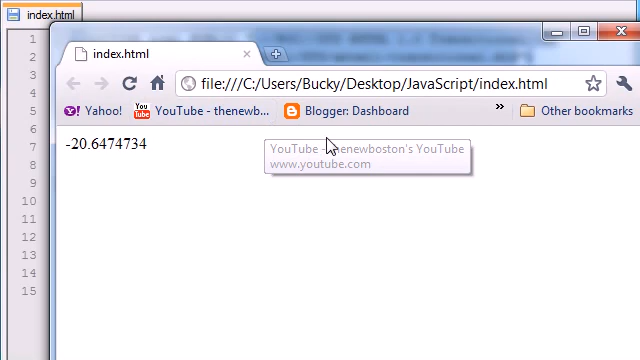 index.html
1
2
3
4
5
6
7
8
9
10
11
12
13
14
15
index.html
file:///C:/Users/Bucky/Desktop/JavaScript/index.html
Yahoo!
YouTube - thenewb...
Blogger: Dashboard
»
Other bookmarks
-20.6474734
YouTube - thenewboston's YouTube
www.youtube.com